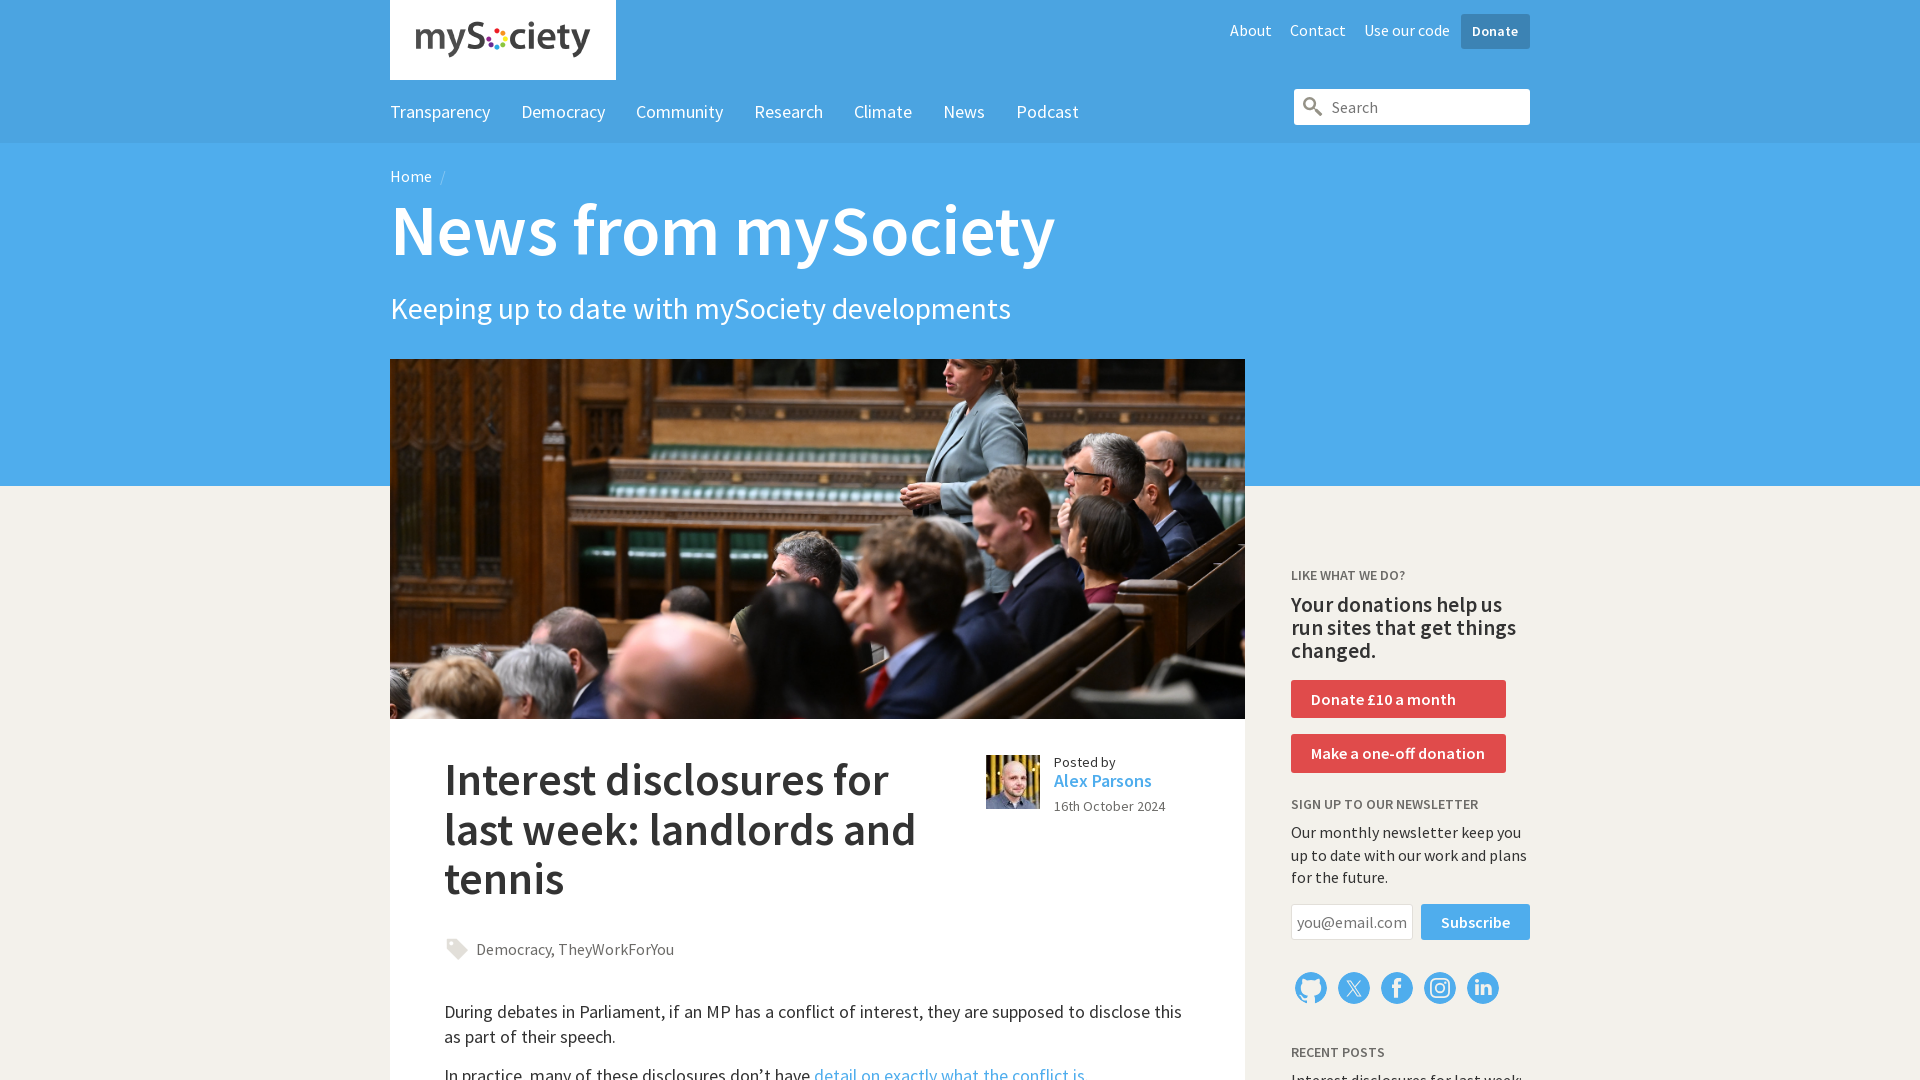 mySociety
About
Contact
Use our code
Donate
Transparency
Democracy
Community
Research
Climate
News
Podcast
Search
Home /
News from mySociety
Keeping up to date with mySociety developments
Interest disclosures for
last week: landlords and
tennis
Posted by
Alex Parsons
16th October 2024
Democracy, TheyWorkForYou
During debates in Parliament, if an MP has a conflict of interest, they are supposed to disclose this
as part of their speech.
In practice, many of these disclosures don’t have detail on exactly what the conflict is.
LIKE WHAT WE DO?
Your donations help us
run sites that get things
changed.
Donate £10 a month
Make a one-off donation
SIGN UP TO OUR NEWSLETTER
Our monthly newsletter keep you
up to date with our work and plans
for the future.
you@email.com
Subscribe
RECENT POSTS
Interest disclosures for last week: